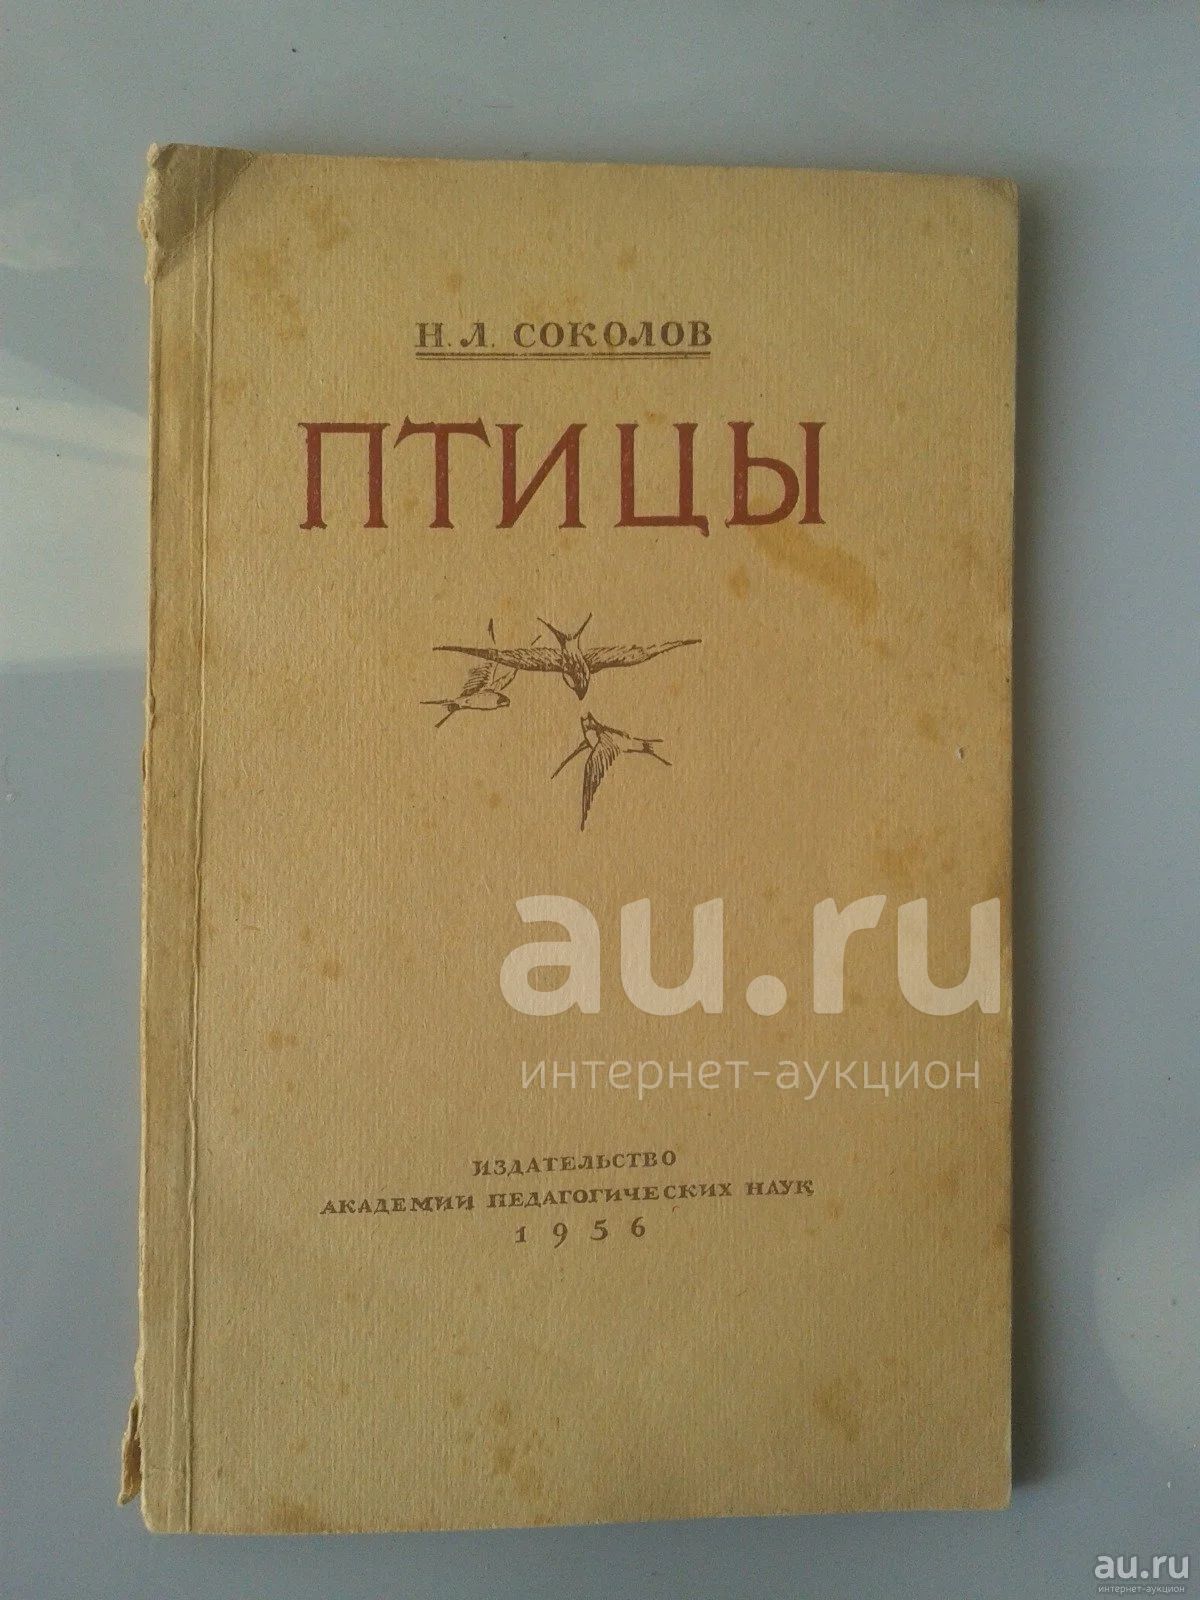 Н. Л. СОКОЛОВ
ПТИЦЫ
au.ru
интернет-аукцион
ИЗДАТЕЛЬСТВО
АКАДЕМИИ ПЕДАГОГИЧЕСКИХ НАУК
1956
au.ru
интернет-аукцион